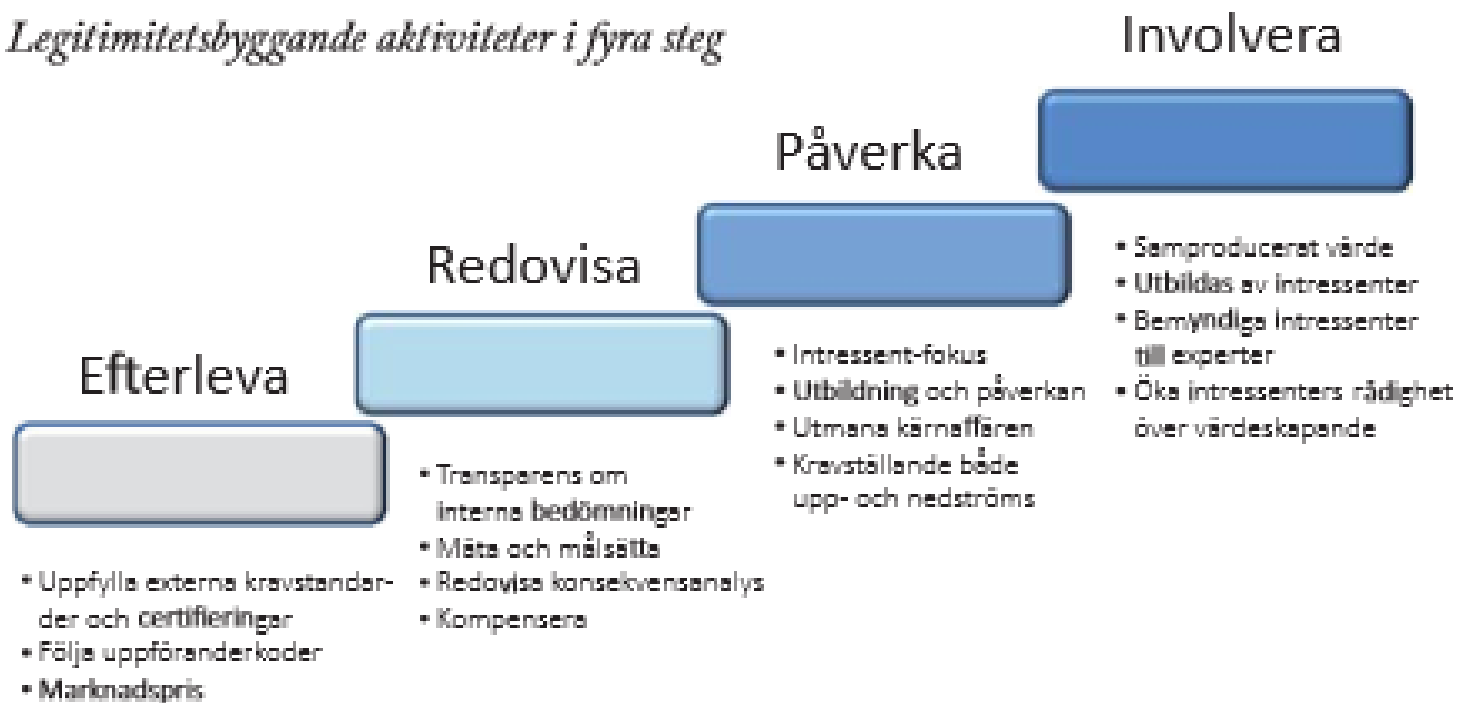 Legitimitetsbyggande aktiviteter i fyra steg
Involvera
Påverka
Redovisa
Efterleva
• Uppfylla externa kravstandar-
der och certifieringar
• Följa uppföranderkoder
• Marknadspris
• Transparens om
interna bedömningar
• Mäta och målsätta
• Redovisa konsekvensanalys
• Kompensera
• Intressent-fokus
• Utbildning och påverkan
• Utmana kärnaffären
• Kravställande både
upp- och nedströms
• Samproducerat värde
• Utbildas av intressenter
• Bemyndiga intressenter
till experter
• Öka intressenters rådighet
över värdeskapande